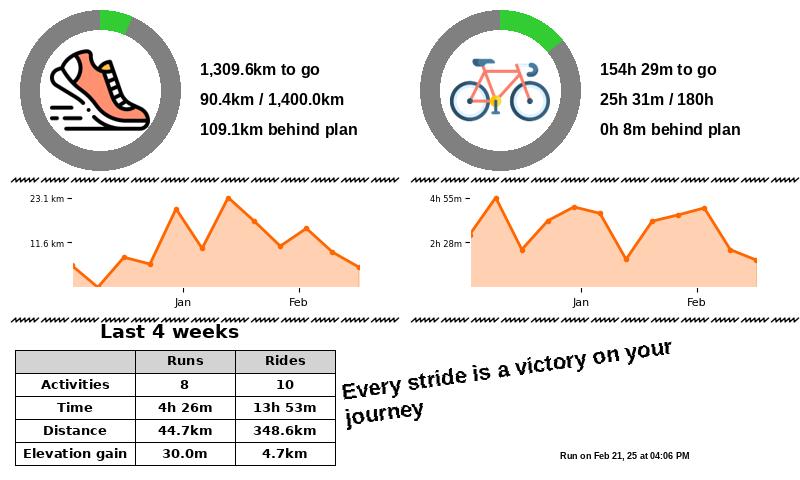 1,309.6km to go
90.4km / 1,400.0km
109.1km behind plan
154h 29m to go
25h 31m / 180h
0h 8m behind plan
23.1 km
11.6 km
Jan Feb
4h 55m
2h 28m
Jan Feb
Last 4 weeks
Runs Rides
Activities 8 10
Time 4h 26m 13h 53m
Distance 44.7km 348.6km
Elevation gain 30.0m 4.7km
Every stride is a victory on your
journey
Run on Feb 21, 25 at 04:06 PM